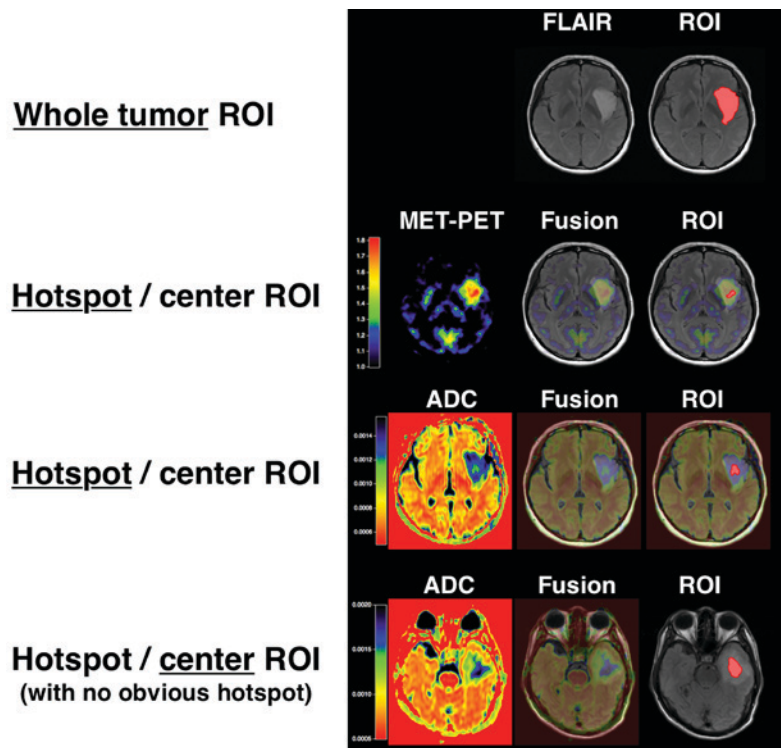 FLAIR ROI
Whole tumor ROI
MET-PET Fusion ROI
1.8
1.7
1.6
1.5
1.4
1.3
1.2
1.1
1.0
Hotspot / center ROI
ADC Fusion ROI
0.0014
0.0012
0.0010
0.0008
0.0006
Hotspot / center ROI
ADC Fusion ROI
0.0020
0.0015
0.0010
0.0005
Hotspot / center ROI
(with no obvious hotspot)